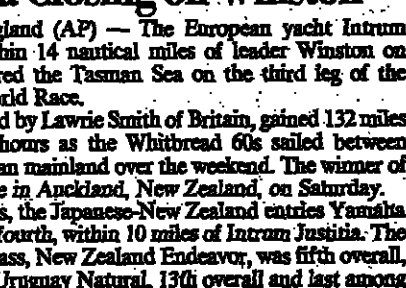 Closing on Winston
gland (AP) — The European yacht Intrum
hin 14 nautical miles of leader Winston on
red the Tasman Sea on the third leg of the
rld Race.
d by Lawrie Smith of Britain, gained 132 miles
hours as the Whitbread 60s sailed between
an mainland over the weekend. The winner of
e in Auckland, New Zealand, on Saturday.
s, the Japanese-New Zealand entries Yamaha
fourth, within 10 miles of Intrum Justitia. The
ass, New Zealand Endeavor, was fifth overall,
Uruguay Natural, 13th overall and last among